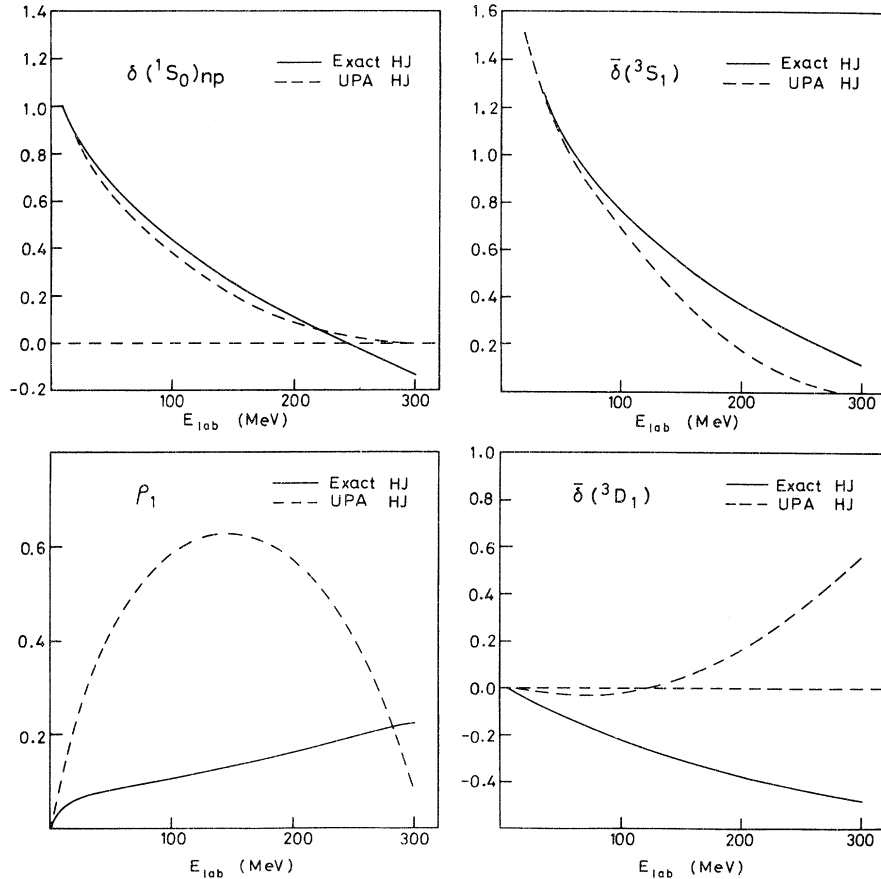 δ(¹S₀)np
Exact HJ
UPA HJ
1.4
1.2
1.0
0.8
0.6
0.4
0.2
0.0
-0.2
100
200
300
E_lab (MeV)
δ̄(³S₁)
Exact HJ
UPA HJ
1.6
1.4
1.2
1.0
0.8
0.6
0.4
0.2
100
200
300
E_lab (MeV)
ρ₁
Exact HJ
UPA HJ
0.6
0.4
0.2
100
200
300
E_lab (MeV)
δ̄(³D₁)
Exact HJ
UPA HJ
1.0
0.8
0.6
0.4
0.2
0.0
-0.2
-0.4
100
200
300
E_lab (MeV)